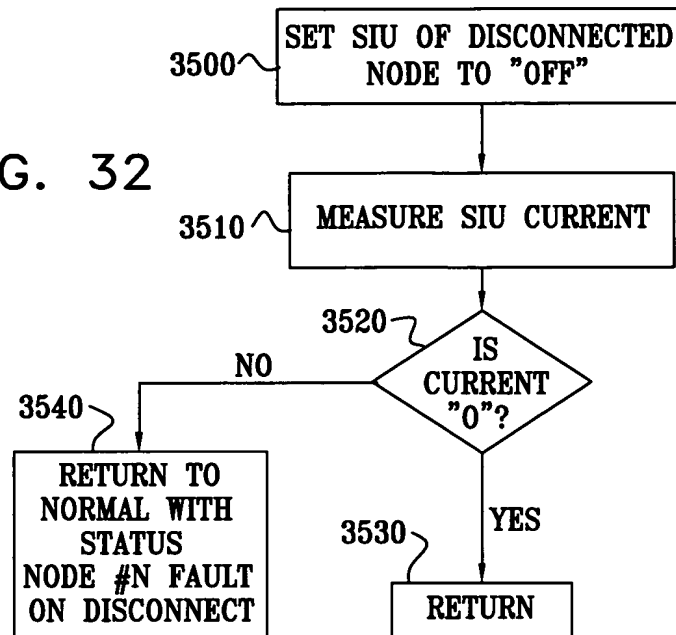 SET SIU OF DISCONNECTED
NODE TO "OFF"
3500
G. 32
MEASURE SIU CURRENT
3510
3520
IS
CURRENT
"0"?
NO
3540
RETURN TO
NORMAL WITH
STATUS
NODE #N FAULT
ON DISCONNECT
YES
3530
RETURN